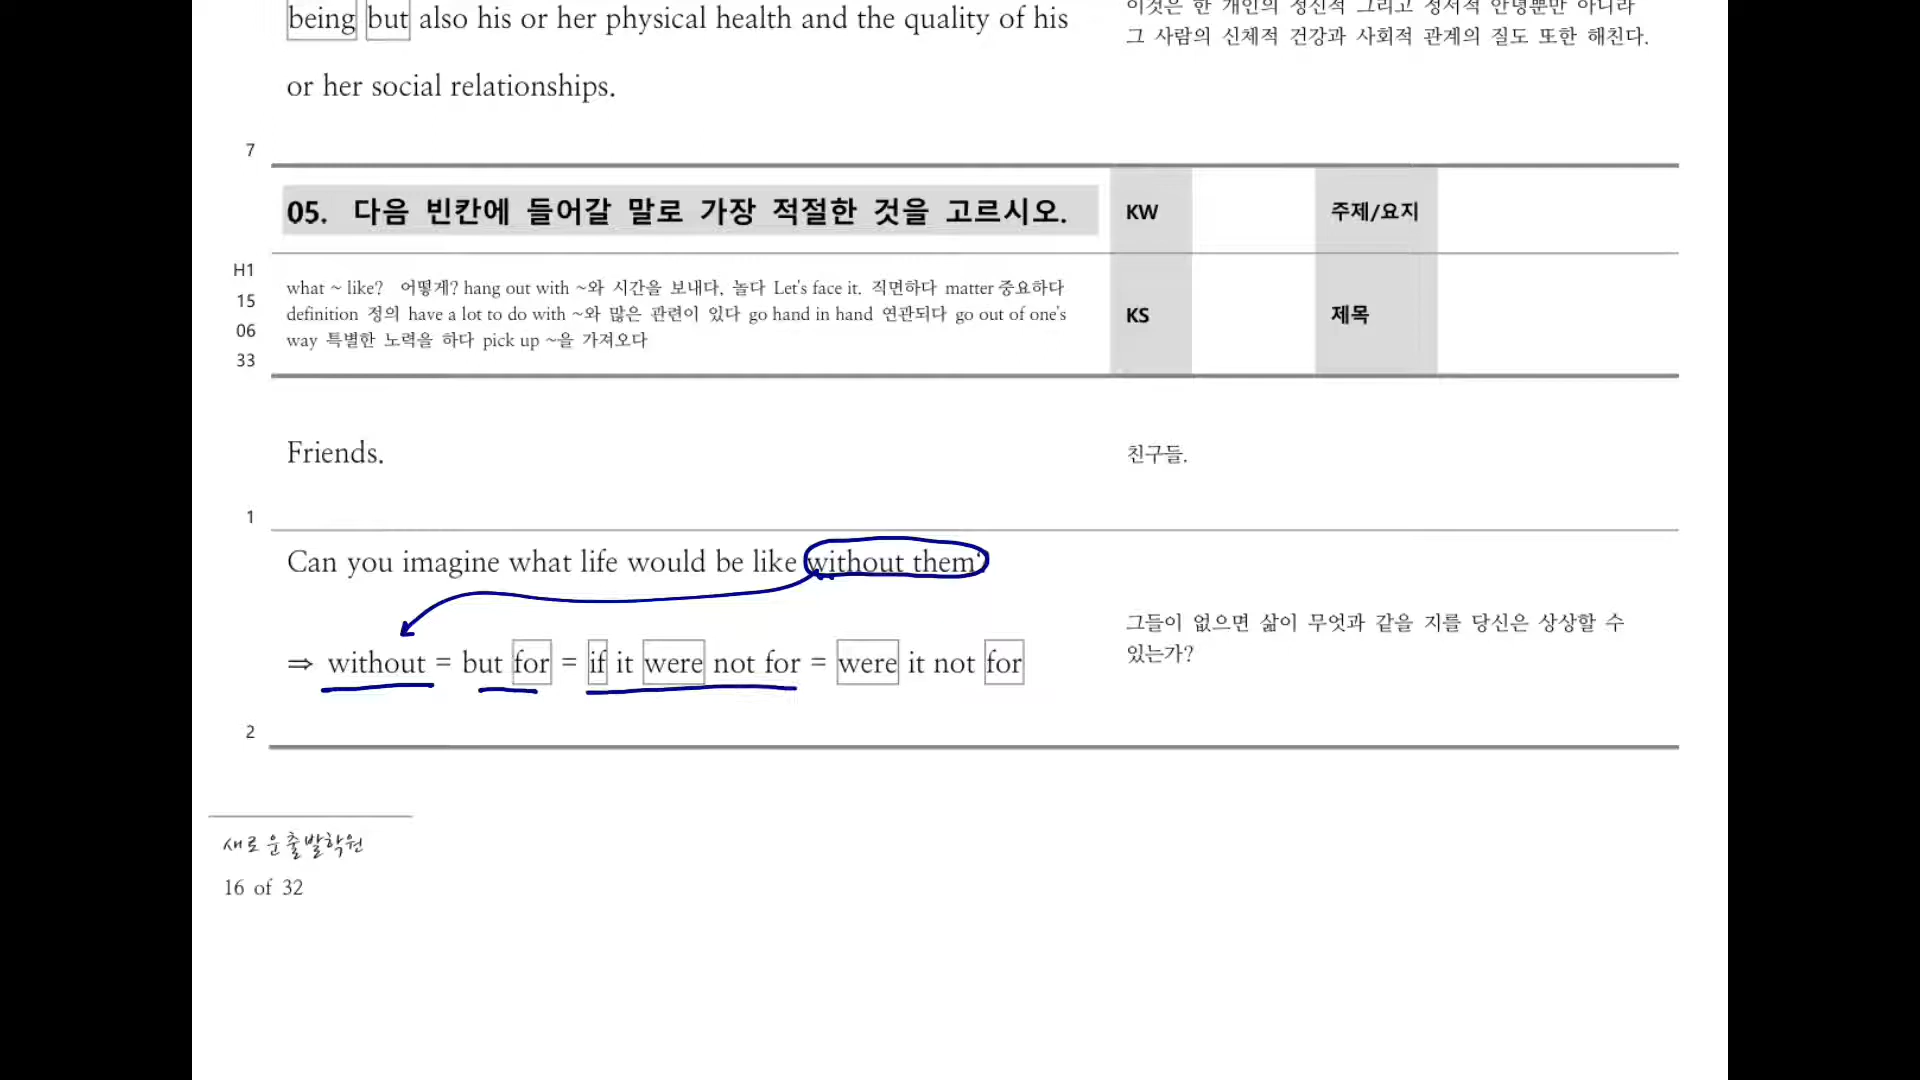 being but also his or her physical health and the quality of his
이것은 한 개인의 정신적 그리고 정서적 안녕뿐만 아니라
그 사람의 신체적 건강과 사회적 관계의 질도 또한 해친다.
or her social relationships.
7
05. 다음 빈칸에 들어갈 말로 가장 적절한 것을 고르시오.
KW
주제/요지
H1
15
06
33
what ~ like? 어떻게? hang out with ~와 시간을 보내다, 놀다 Let's face it. 직면하다 matter 중요하다
definition 정의 have a lot to do with ~와 많은 관련이 있다 go hand in hand 연관되다 go out of one's
way 특별한 노력을 하다 pick up ~을 가져오다
KS
제목
Friends.
친구들.
1
Can you imagine what life would be like without them?
⇒ without = but for = if it were not for = were it not for
그들이 없으면 삶이 무엇과 같을 지를 당신은 상상할 수
있는가?
2
새로운출발학원
16 of 32